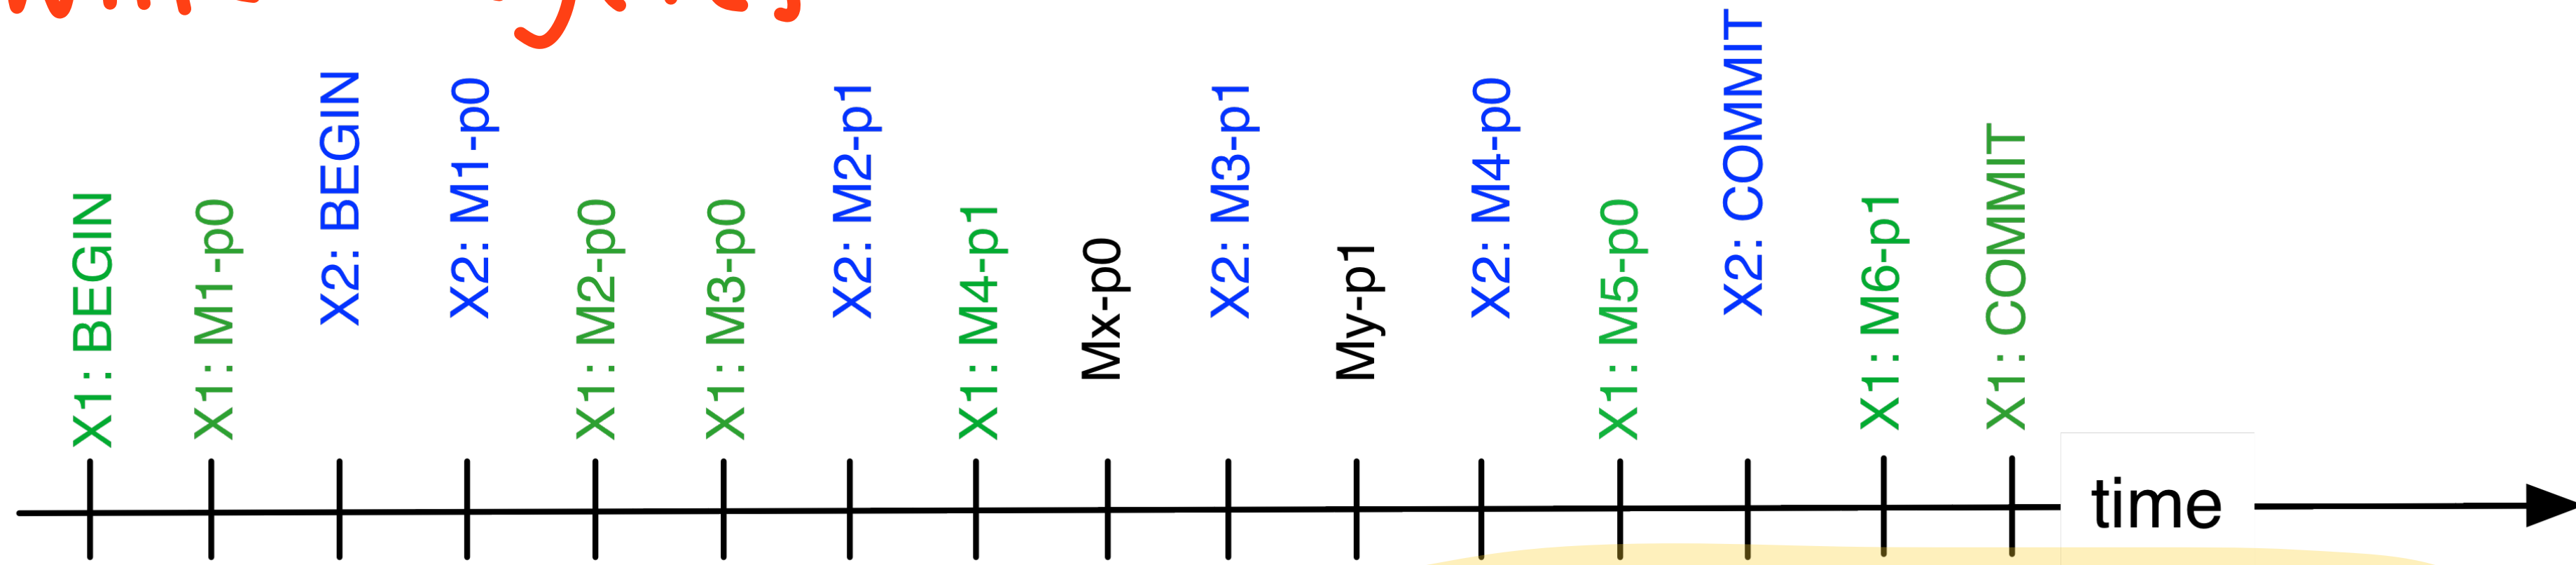 X1: BEGIN
X1: M1-p0
X2: BEGIN
X2: M1-p0
X1: M2-p0
X1: M3-p0
X2: M2-p1
X1: M4-p1
Mx-p0
X2: M3-p1
My-p1
X2: M4-p0
X1: M5-p0
X2: COMMIT
X1: M6-p1
X1: COMMIT
time